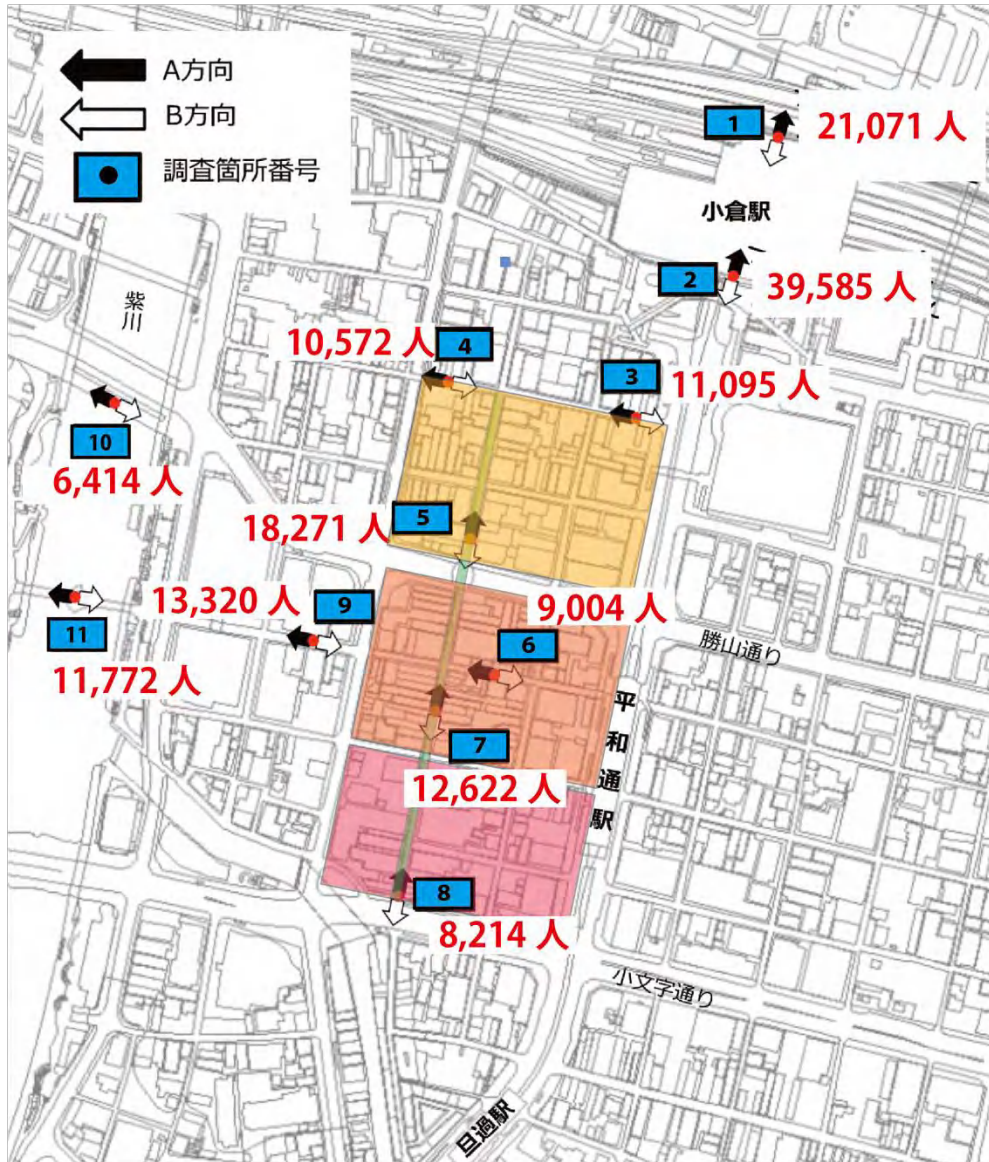 A方向
B方向
調査箇所番号
1
21,071 人
小倉駅
2
39,585 人
紫川
10,572 人
4
3
11,095 人
10
6,414 人
5
18,271 人
9,004 人
13,320 人
9
6
勝山通り
11
11,772 人
平和通駅
7
12,622 人
8
8,214 人
小文字通り
旦過駅